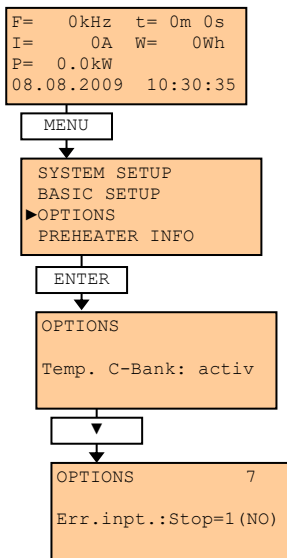 F=   0kHz  t= 0m 0s
I=     0A  W=   0Wh
P=  0.0kW
08.08.2009  10:30:35
MENU
SYSTEM SETUP
BASIC SETUP
►OPTIONS
PREHEATER INFO
ENTER
OPTIONS
Temp. C-Bank: activ
▼
OPTIONS          7
Err.inpt.:Stop=1(NO)